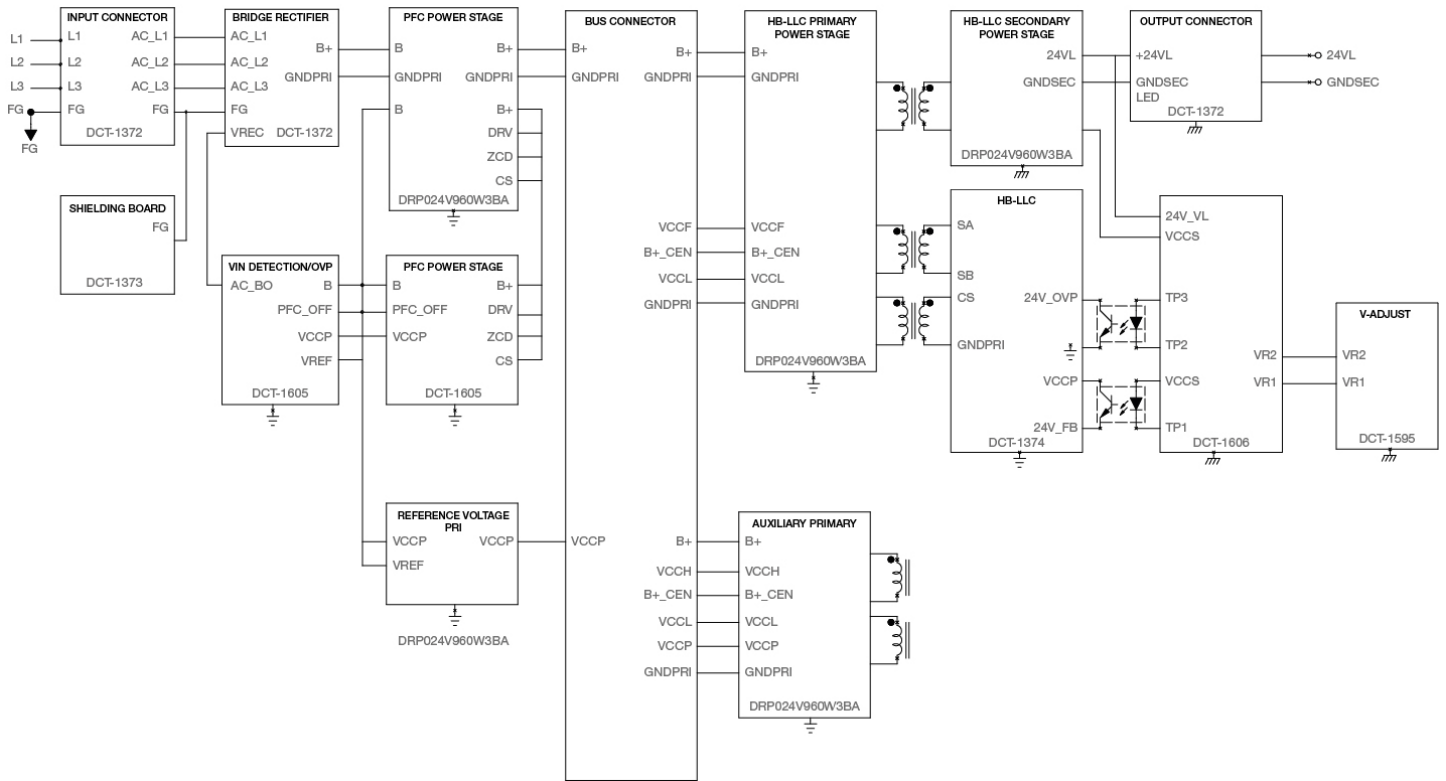 INPUT CONNECTOR
L1
L2
L3
FG
FG
L1
L2
L3
FG
AC_L1
AC_L2
AC_L3
FG
DCT-1372
BRIDGE RECTIFIER
AC_L1
AC_L2
AC_L3
FG
VREC
B+
GNDPRI
DCT-1372
SHIELDING BOARD
FG
DCT-1373
VIN DETECTION/OVP
AC_BO
B
PFC_OFF
VCCP
VREF
DCT-1605
PFC POWER STAGE
B
GNDPRI
B
B+
GNDPRI
B+
DRV
ZCD
CS
DRP024V960W3BA
PFC POWER STAGE
B
PFC_OFF
VCCP
B+
DRV
ZCD
CS
DCT-1605
REFERENCE VOLTAGE
PRI
VCCP
VREF
VCCP
DRP024V960W3BA
BUS CONNECTOR
B+
GNDPRI
VCCP
B+
GNDPRI
VCCF
B+_CEN
VCCL
GNDPRI
B+
VCCH
B+_CEN
VCCL
VCCP
GNDPRI
HB-LLC PRIMARY
POWER STAGE
B+
GNDPRI
VCCF
B+_CEN
VCCL
GNDPRI
DRP024V960W3BA
AUXILIARY PRIMARY
B+
VCCH
B+_CEN
VCCL
VCCP
GNDPRI
DRP024V960W3BA
HB-LLC SECONDARY
POWER STAGE
24VL
GNDSEC
DRP024V960W3BA
HB-LLC
SA
SB
CS
GNDPRI
24V_OVP
VCCP
24V_FB
DCT-1374
OUTPUT CONNECTOR
+24VL
GNDSEC
LED
DCT-1372
24VL
GNDSEC
24V_VL
VCCS
TP3
TP2
VCCS
TP1
VR2
VR1
DCT-1606
V-ADJUST
VR2
VR1
DCT-1595